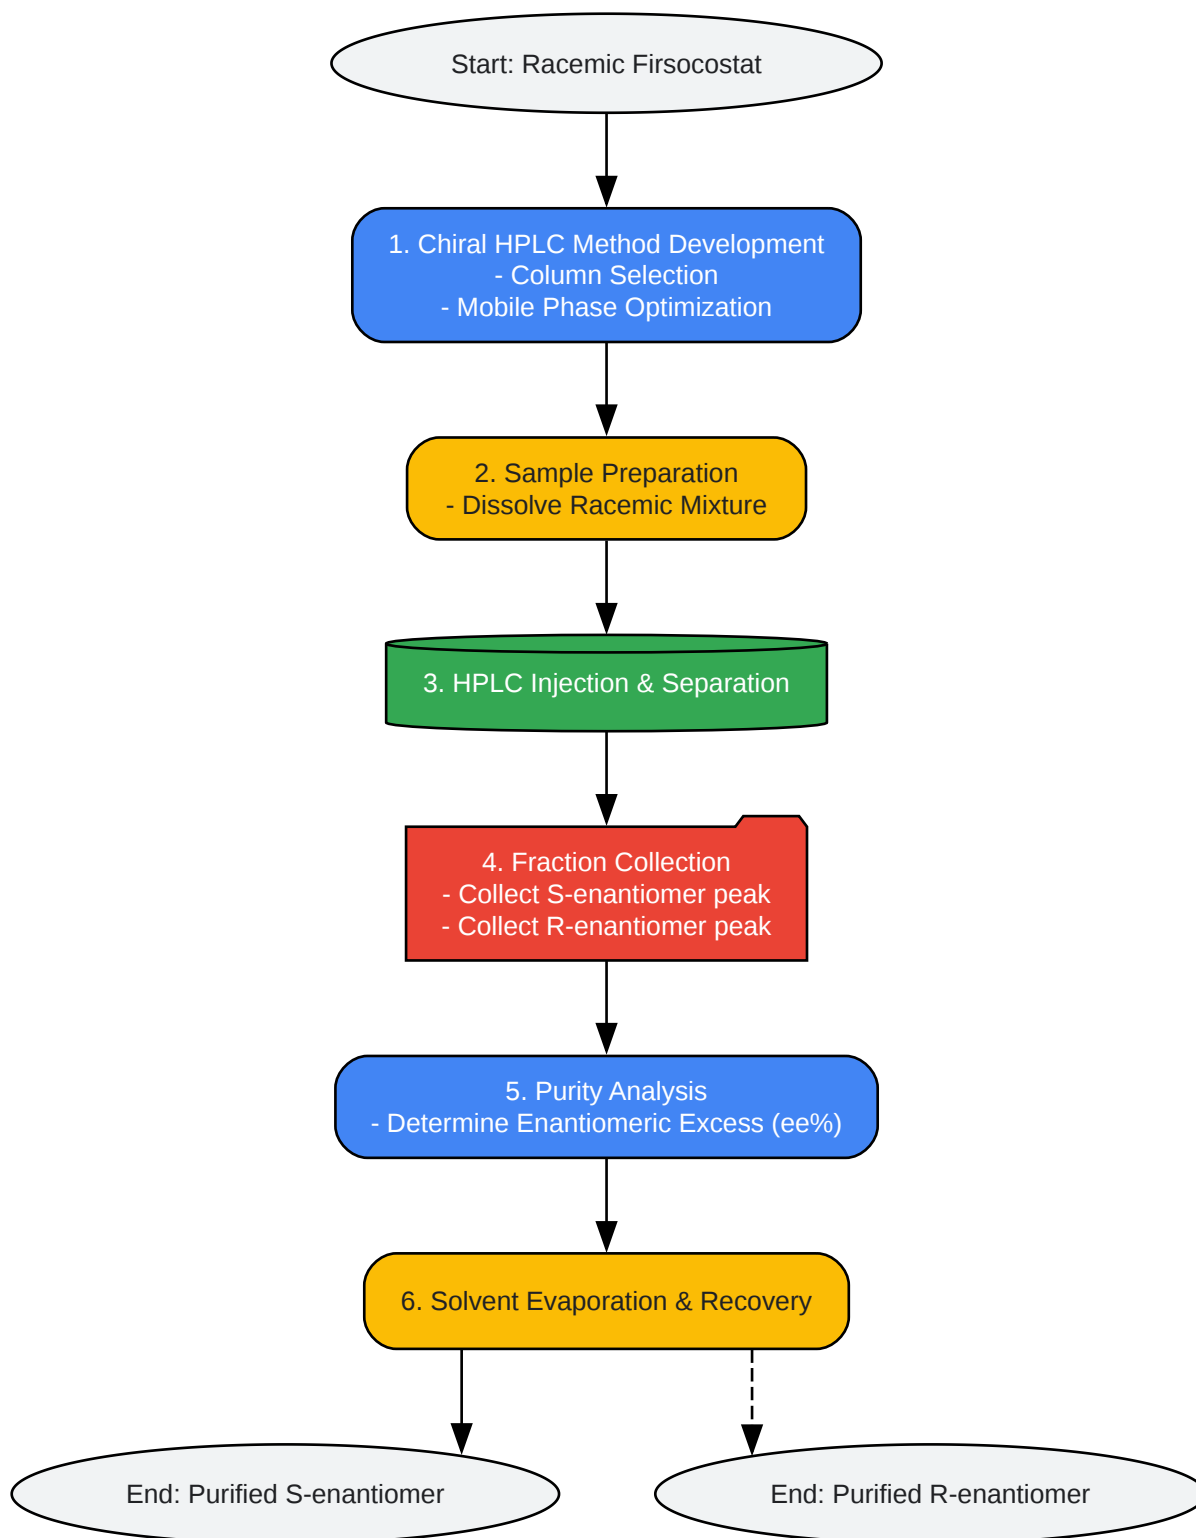 Start: Racemic Firsocostat
1. Chiral HPLC Method Development
- Column Selection
- Mobile Phase Optimization
2. Sample Preparation
- Dissolve Racemic Mixture
3. HPLC Injection & Separation
4. Fraction Collection
- Collect S-enantiomer peak
- Collect R-enantiomer peak
5. Purity Analysis
- Determine Enantiomeric Excess (ee%)
6. Solvent Evaporation & Recovery
End: Purified S-enantiomer
End: Purified R-enantiomer